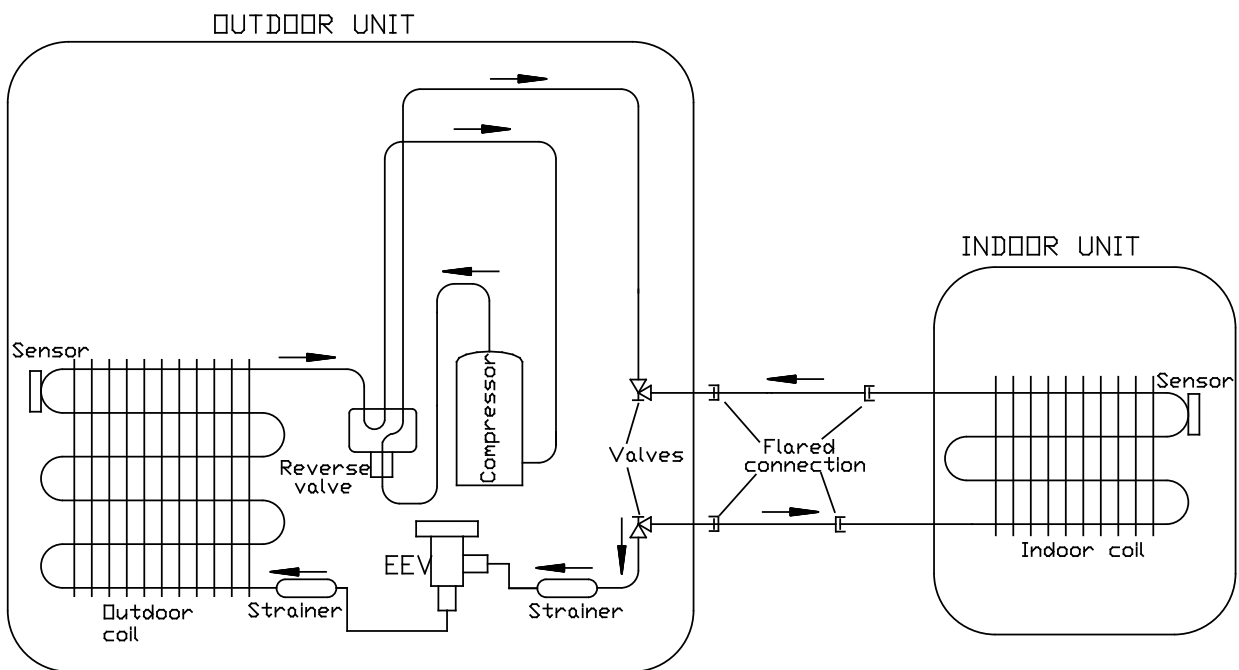 OUTDOOR UNIT
INDOOR UNIT
Sensor
Compressor
Sensor
Reverse
valve
Valves
Flared
connection
EEV
Indoor coil
Strainer
Strainer
Outdoor
coil